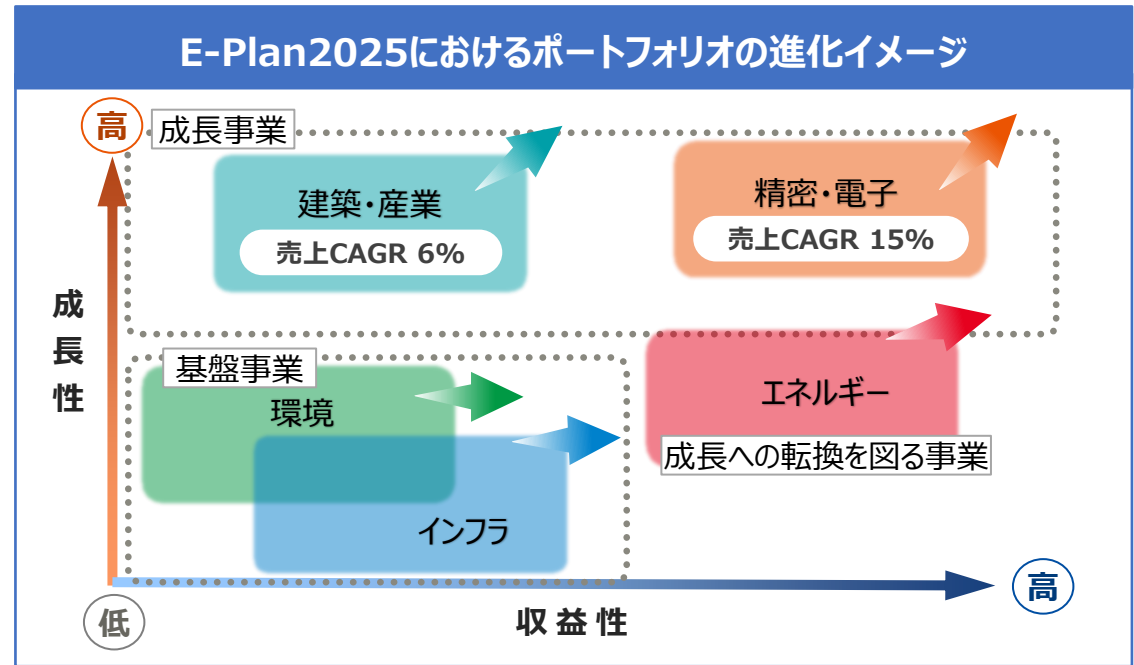 E-Plan2025におけるポートフォリオの進化イメージ
高
成長事業
建築・産業
売上CAGR 6%
精密・電子
売上CAGR 15%
成長性
基盤事業
環境
インフラ
エネルギー
成長への転換を図る事業
低
収益性
高